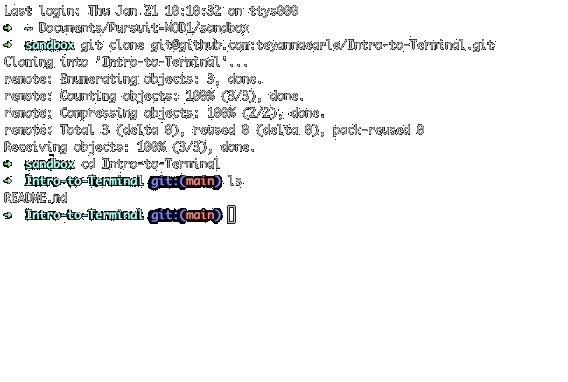 Last login: Thu Jan 21 10:10:32 on ttys000
➜ ~ Documents/Pursuit-MOD1/sandbox
➜ sandbox git clone git@github.com:toyannaearle/Intro-to-Terminal.git
Cloning into 'Intro-to-Terminal'...
remote: Enumerating objects: 3, done.
remote: Counting objects: 100% (3/3), done.
remote: Compressing objects: 100% (2/2), done.
remote: Total 3 (delta 0), reused 0 (delta 0), pack-reused 0
Receiving objects: 100% (3/3), done.
➜ sandbox cd Intro-to-Terminal
➜ Intro-to-Terminal git:(main) ls
README.md
➜ Intro-to-Terminal git:(main)